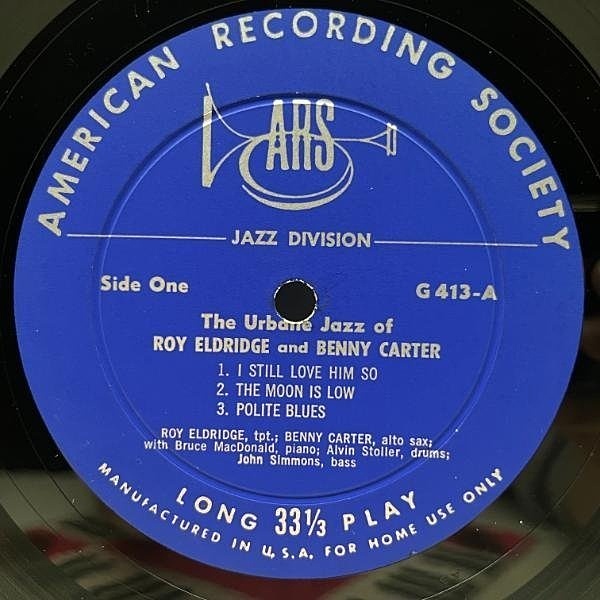 AMERICAN RECORDING SOCIETY
ARS
JAZZ DIVISION
Side One
G 413-A
The Urbane Jazz of
ROY ELDRIDGE and BENNY CARTER
1. I STILL LOVE HIM SO
2. THE MOON IS LOW
3. POLITE BLUES
ROY ELDRIDGE, tpt.; BENNY CARTER, alto sax;
with Bruce MacDonald, piano; Alvin Stoller, drums;
John Simmons, bass
LONG 33⅓ PLAY
MANUFACTURED IN U.S.A. FOR HOME USE ONLY